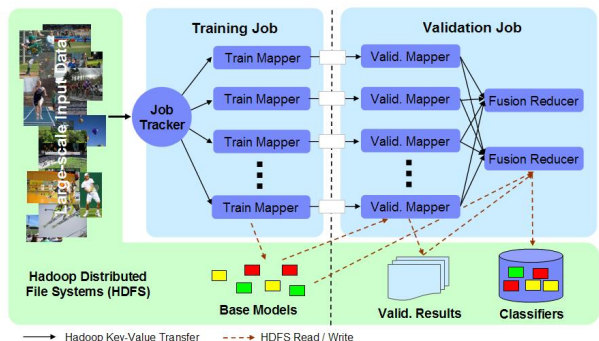 Training Job
Validation Job
Large-scale Input Data
Job
Tracker
Train Mapper
Train Mapper
Train Mapper
Train Mapper
Valid. Mapper
Valid. Mapper
Valid. Mapper
Valid. Mapper
Fusion Reducer
Fusion Reducer
Hadoop Distributed
File Systems (HDFS)
Base Models
Valid. Results
Classifiers
Hadoop Key-Value Transfer
HDFS Read / Write